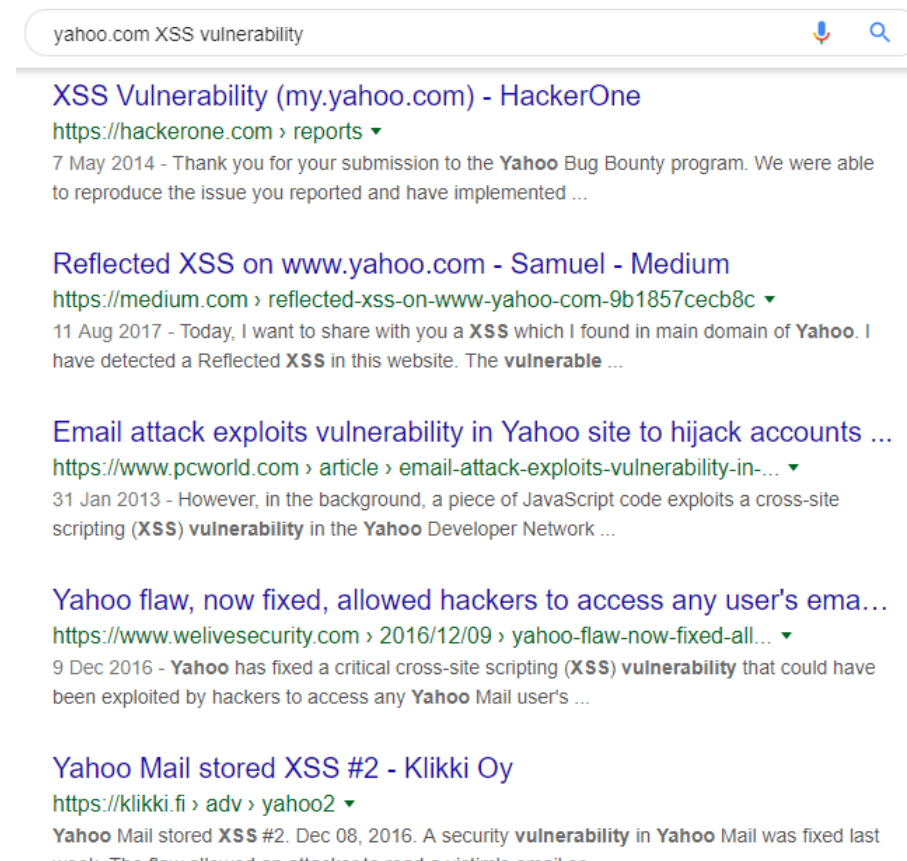 yahoo.com XSS vulnerability
XSS Vulnerability (my.yahoo.com) - HackerOne
https://hackerone.com › reports
7 May 2014 - Thank you for your submission to the Yahoo Bug Bounty program. We were able
to reproduce the issue you reported and have implemented ...
Reflected XSS on www.yahoo.com - Samuel - Medium
https://medium.com › reflected-xss-on-www-yahoo-com-9b1857cecb8c
11 Aug 2017 - Today, I want to share with you a XSS which I found in main domain of Yahoo. I
have detected a Reflected XSS in this website. The vulnerable ...
Email attack exploits vulnerability in Yahoo site to hijack accounts ...
https://www.pcworld.com › article › email-attack-exploits-vulnerability-in-...
31 Jan 2013 - However, in the background, a piece of JavaScript code exploits a cross-site
scripting (XSS) vulnerability in the Yahoo Developer Network ...
Yahoo flaw, now fixed, allowed hackers to access any user's ema...
https://www.welivesecurity.com › 2016/12/09 › yahoo-flaw-now-fixed-all...
9 Dec 2016 - Yahoo has fixed a critical cross-site scripting (XSS) vulnerability that could have
been exploited by hackers to access any Yahoo Mail user's ...
Yahoo Mail stored XSS #2 - Klikki Oy
https://klikki.fi › adv › yahoo2
Yahoo Mail stored XSS #2. Dec 08, 2016. A security vulnerability in Yahoo Mail was fixed last